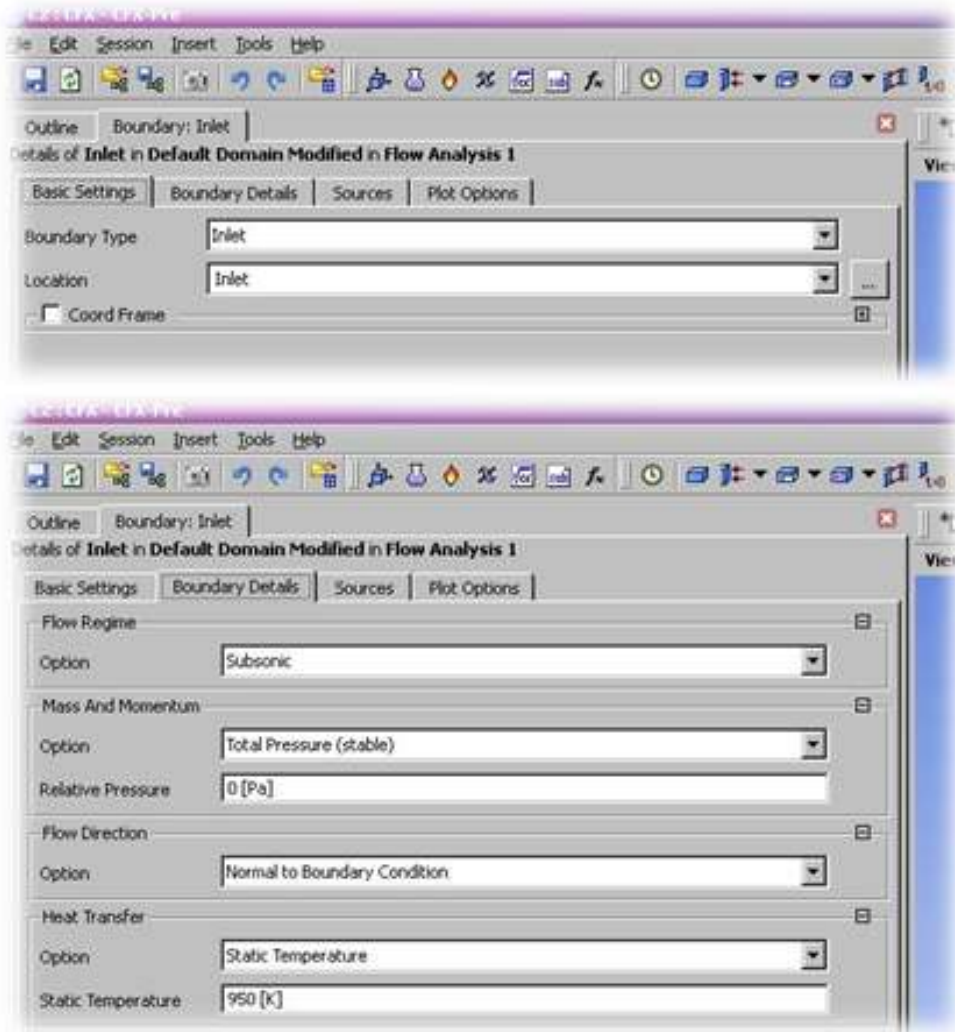 Edit Session Insert Tools Help
Outline Boundary: Inlet
Details of Inlet in Default Domain Modified in Flow Analysis 1
Basic Settings Boundary Details Sources Plot Options
Boundary Type Inlet
Location Inlet ...
Coord Frame
Edit Session Insert Tools Help
Outline Boundary: Inlet
Details of Inlet in Default Domain Modified in Flow Analysis 1
Basic Settings Boundary Details Sources Plot Options
Flow Regime
Option Subsonic
Mass And Momentum
Option Total Pressure (stable)
Relative Pressure 0 [Pa]
Flow Direction
Option Normal to Boundary Condition
Heat Transfer
Option Static Temperature
Static Temperature 950 [K]